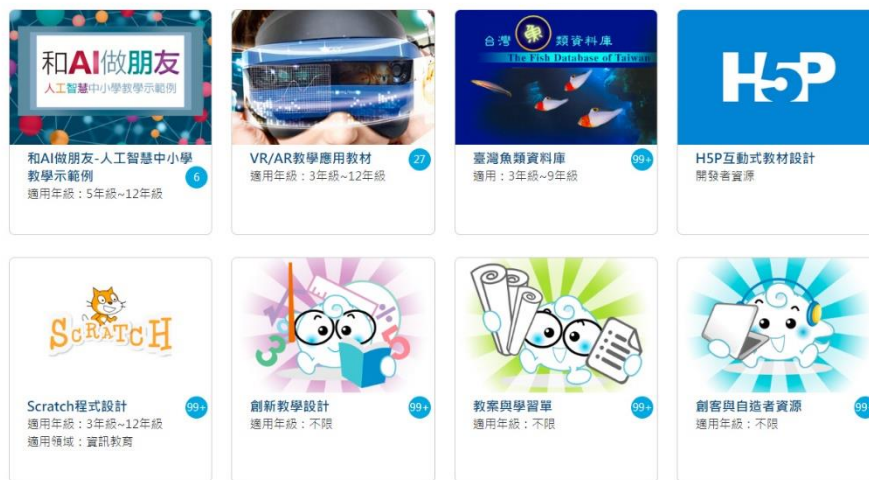 和AI做朋友
人工智慧中小學教學示範例
和AI做朋友-人工智慧中小學
教學示範例
6
適用年級：5年級~12年級
VR/AR教學應用教材
27
適用年級：3年級~12年級
台灣 魚 類資料庫
The Fish Database of Taiwan
臺灣魚類資料庫
99+
適用：3年級~9年級
H5P
H5P互動式教材設計
開發者資源
SCRATCH
Scratch程式設計
99+
適用年級：3年級~12年級
適用領域：資訊教育
創新教學設計
99+
適用年級：不限
教案與學習單
99+
適用年級：不限
創客與自造者資源
99
適用年級：不限